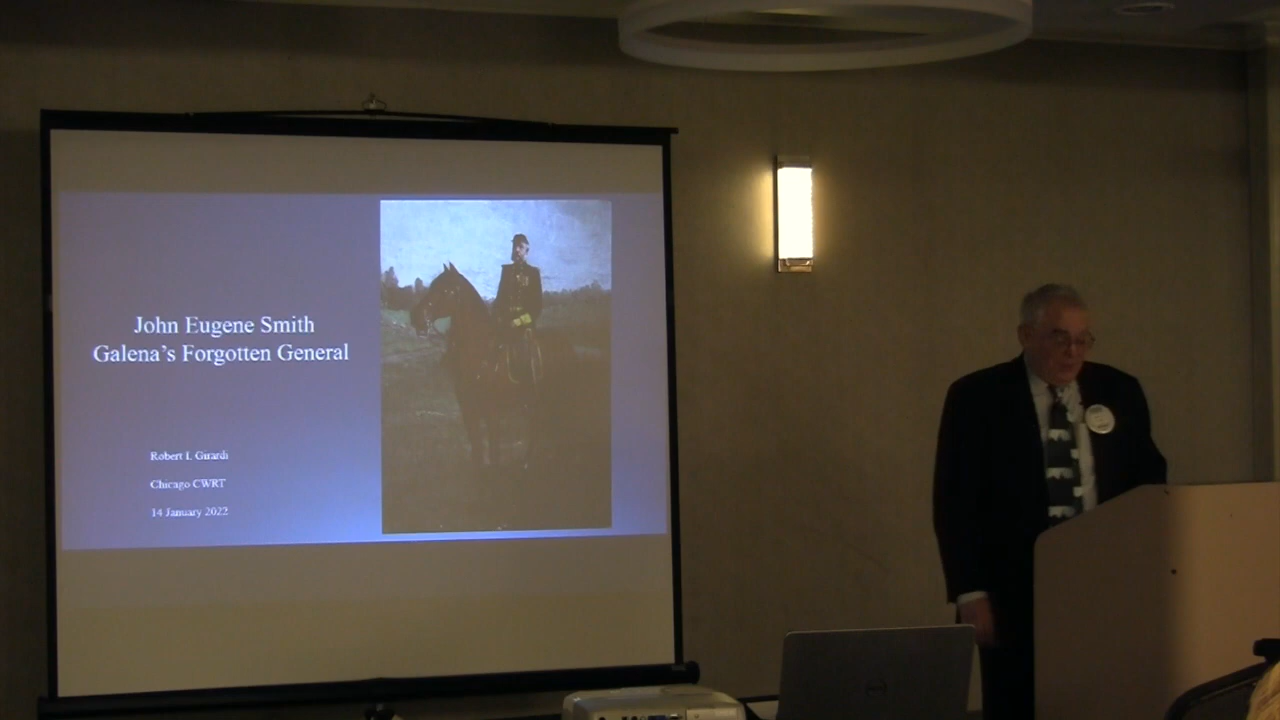 John Eugene Smith
Galena's Forgotten General
Robert I. Girardi
Chicago CWRT
14 January 2022